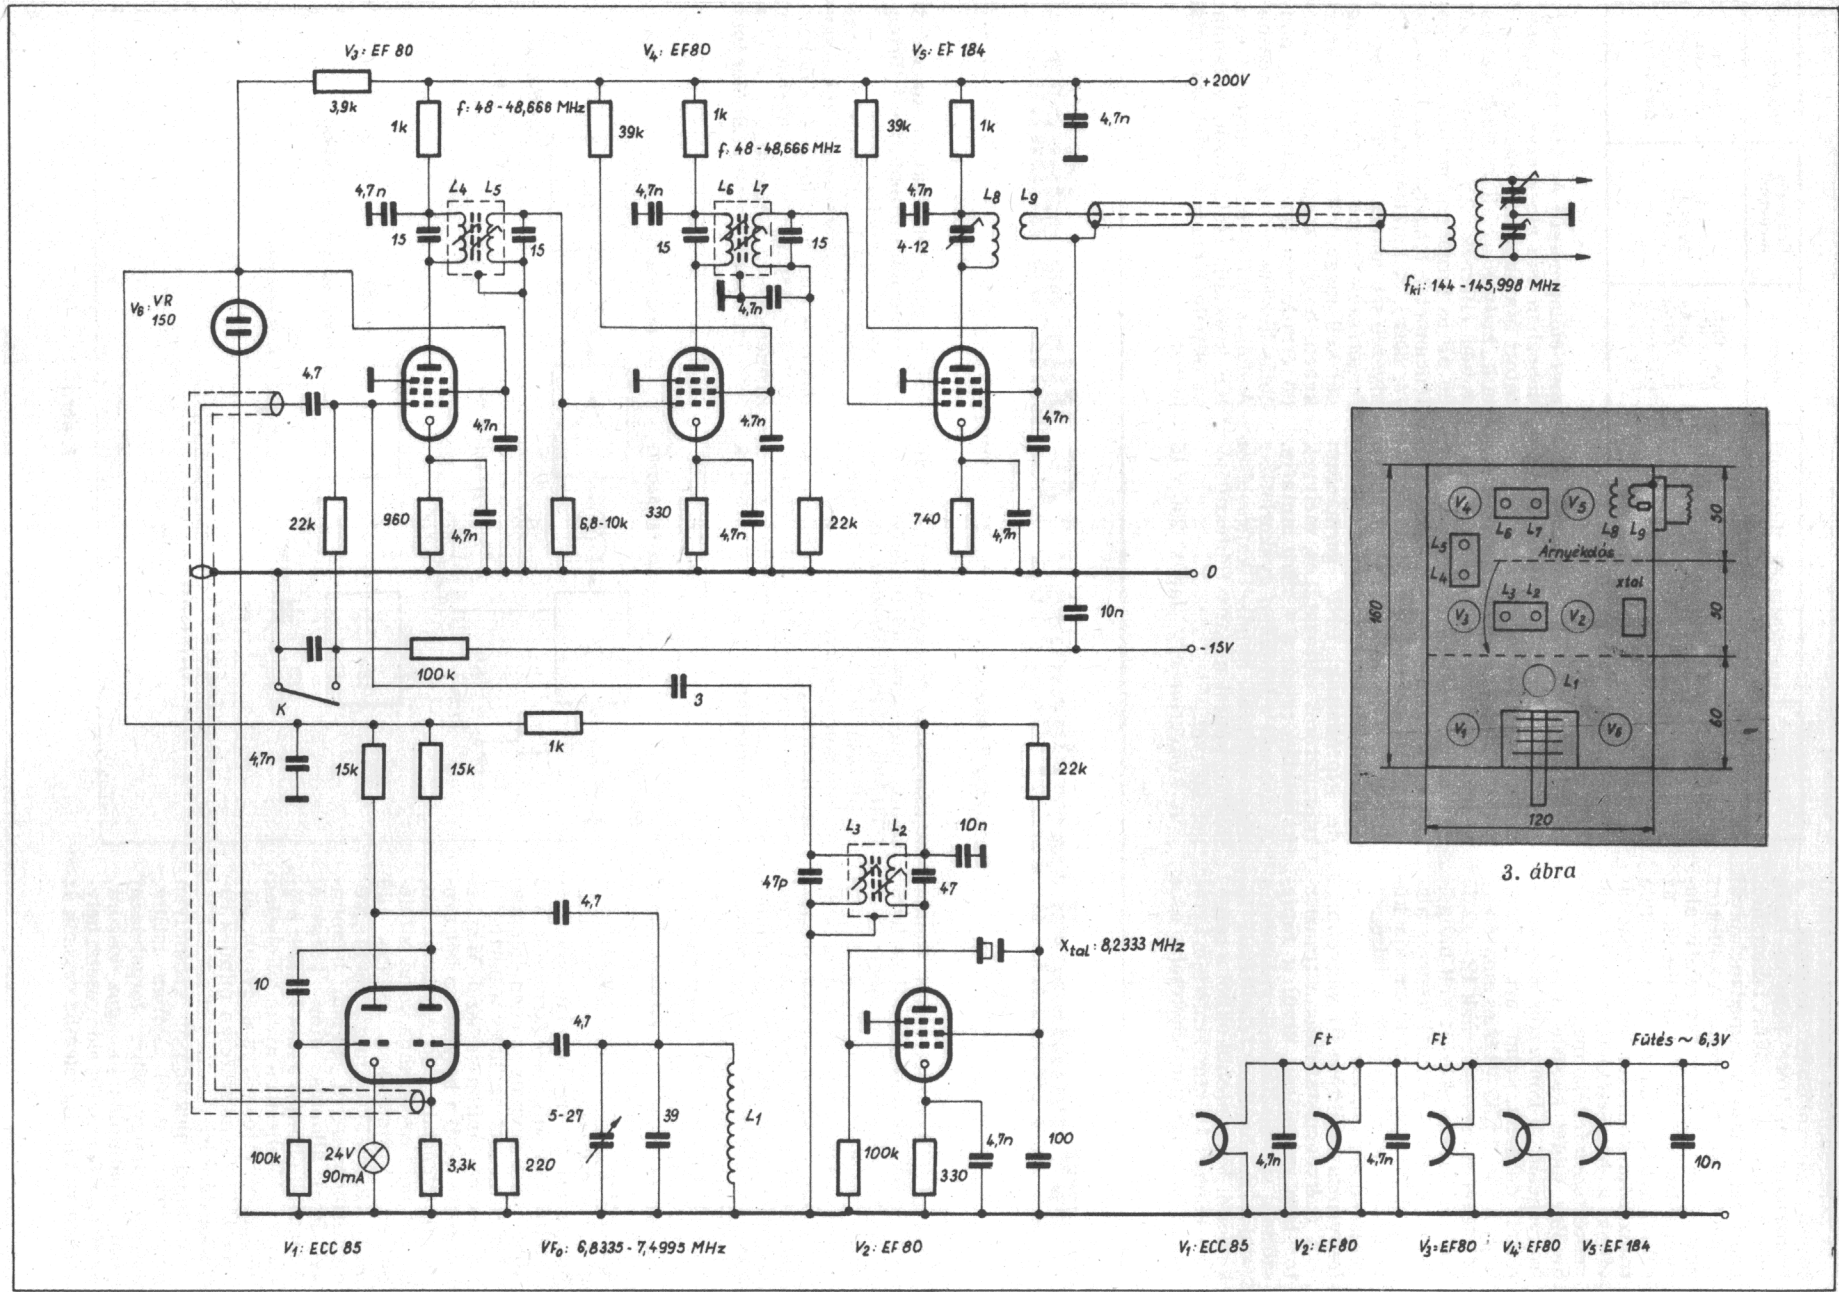 V3: EF 80
V4: EF80
V5: EF 184
+200V
3,9k
1k
f: 48-48,666 MHz
39k
1k
f: 48-48,666 MHz
39k
1k
4,7n
4,7n
L4
L5
4,7n
L6
L7
4,7n
L8
L9
15
15
15
15
4-12
fki: 144-145,998 MHz
V6: VR
150
4,7n
4,7
4,7n
4,7n
4,7n
22k
960
4,7n
6,8-10k
330
4,7n
22k
740
4,7n
0
10n
-15V
100k
K
3
1k
4,7n
15k
15k
22k
L3
L2
10n
47p
47
4,7
Xtal: 8,2333 MHz
10
4,7
100k
24V
90mA
3,3k
220
5-27
39
L1
100k
330
4,7n
100
V1: ECC 85
VFo: 6,8335-7,4995 MHz
V2: EF 80
V4
L6
L7
V5
L8
L9
50
L5
L4
Árnyékolás
160
V3
L3
L2
V2
xtal
50
L1
V1
V6
60
120
3. ábra
Ft
Ft
Fűtés ~ 6,3V
4,7n
4,7n
10n
V1: ECC85
V2: EF80
V3=EF80
V4: EF80
V5: EF 184